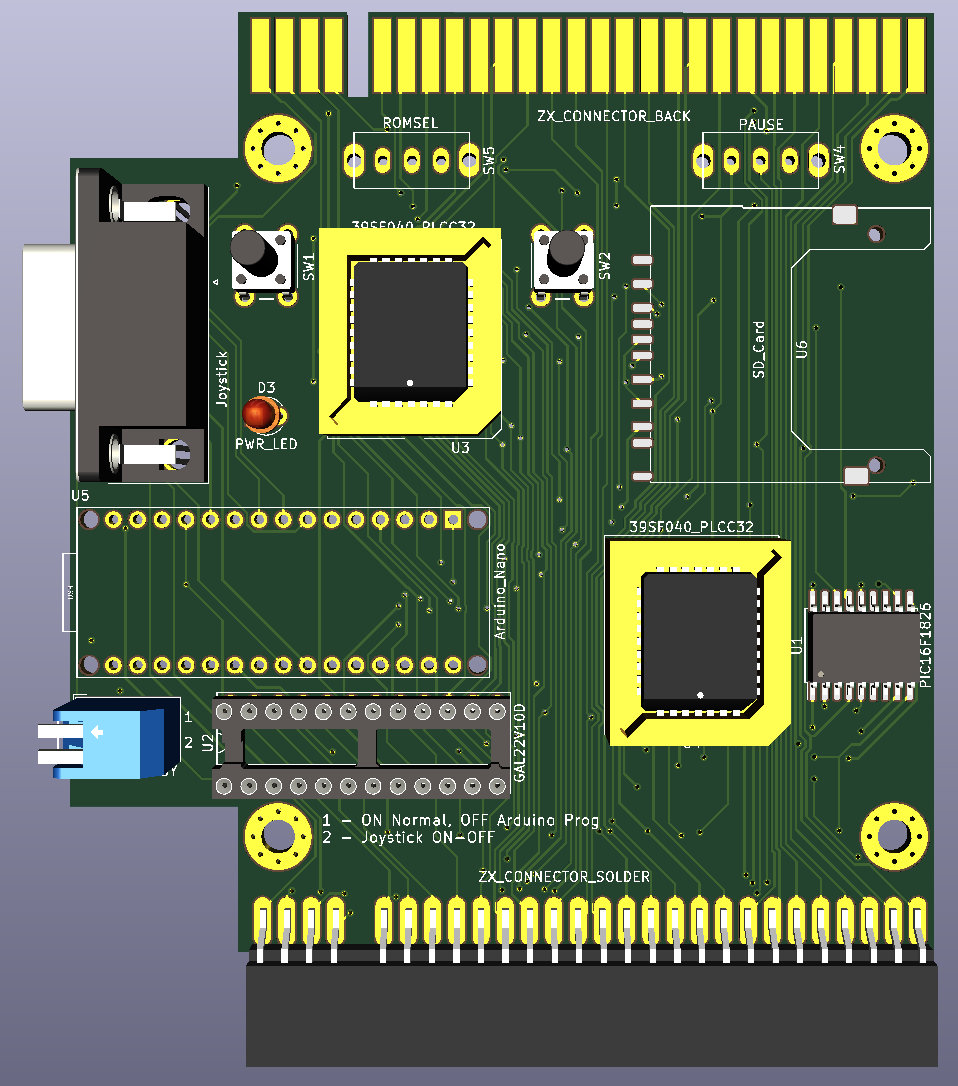 ZX_CONNECTOR_BACK
ROMSEL
PAUSE
SW5
SW4
39SF040_PLCC32
SW1
SW2
SD_Card
U6
Joystick
D3
PWR_LED
U3
U5
39SF040_PLCC32
Arduino_Nano
U1
PIC16F1826
1
2
U2
GAL22V10D
1 - ON Normal, OFF Arduino Prog
2 - Joystick ON-OFF
ZX_CONNECTOR_SOLDER